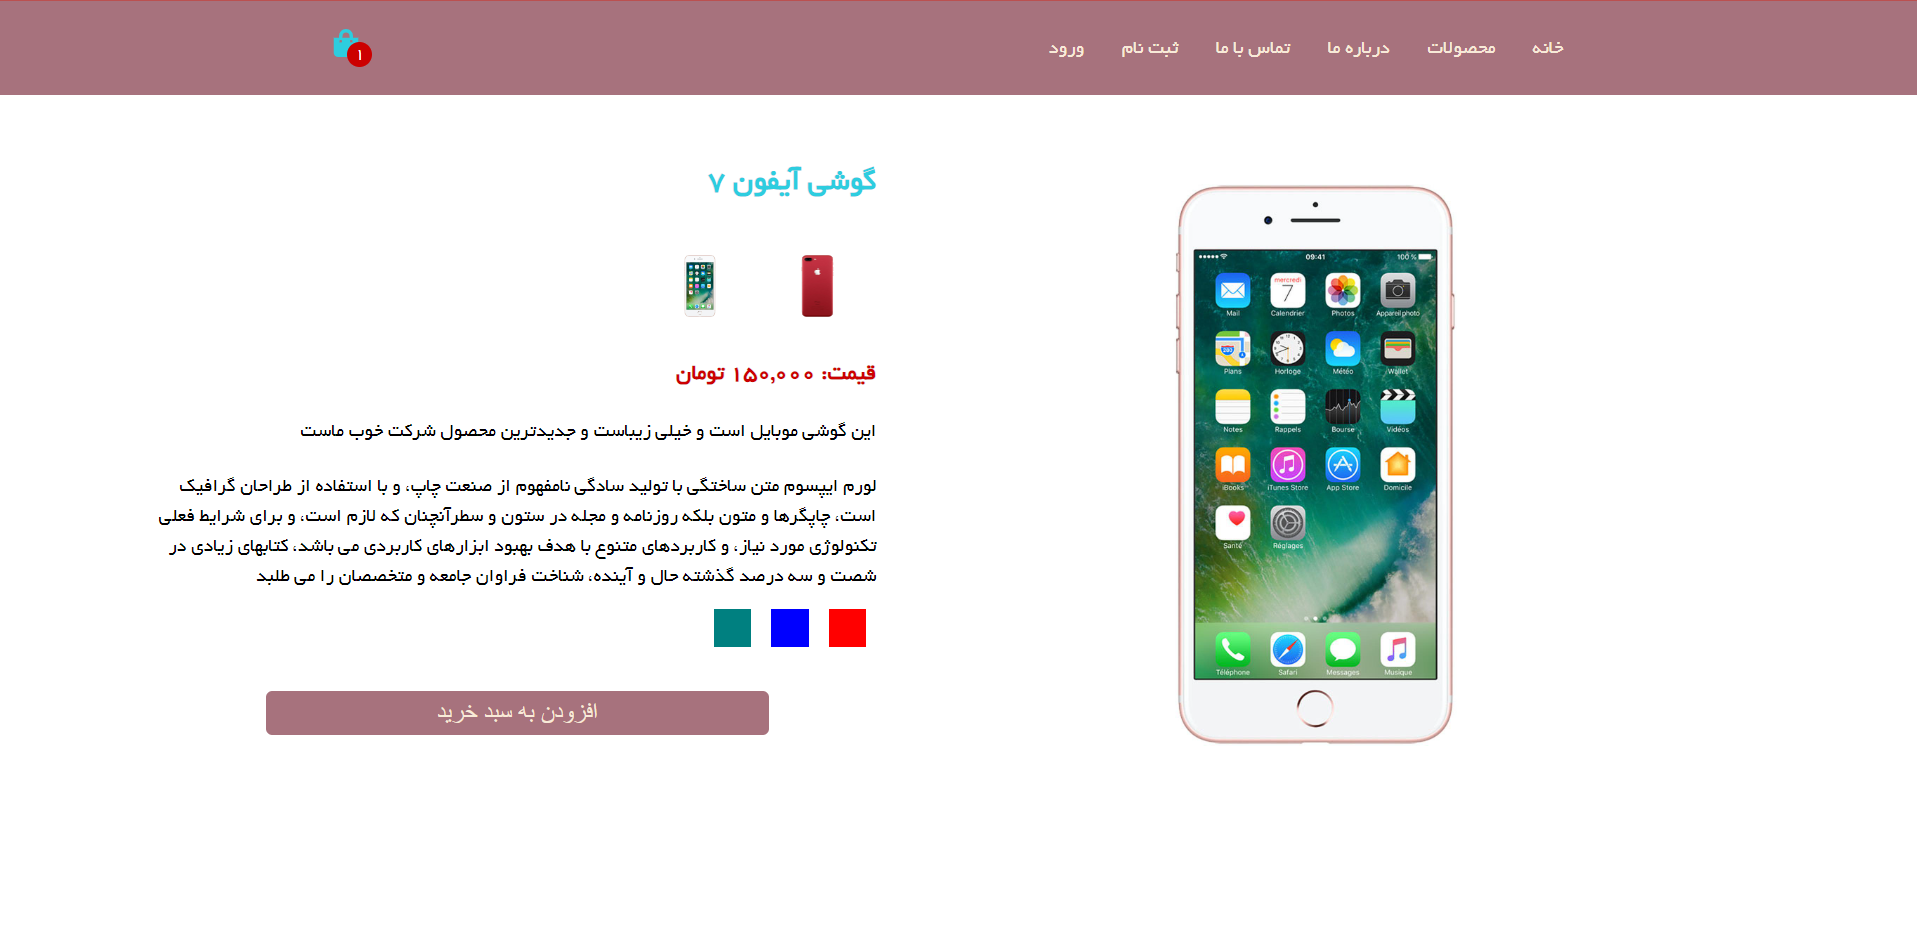 خانه
محصولات
درباره ما
تماس با ما
ثبت نام
ورود
۱
گوشی آیفون ۷
قیمت: ۱۵۰,۰۰۰ تومان
این گوشی موبایل است و خیلی زیباست و جدیدترین محصول شرکت خوب ماست
لورم ایپسوم متن ساختگی با تولید سادگی نامفهوم از صنعت چاپ، و با استفاده از طراحان گرافیک
است، چاپگرها و متون بلکه روزنامه و مجله در ستون و سطرآنچنان که لازم است، و برای شرایط فعلی
تکنولوژی مورد نیاز، و کاربردهای متنوع با هدف بهبود ابزارهای کاربردی می باشد، کتابهای زیادی در
شصت و سه درصد گذشته حال و آینده، شناخت فراوان جامعه و متخصصان را می طلبد
افزودن به سبد خرید
09:41 100 %
mercredi
7
Mail Calendrier Photos Appareil photo
280
Plans Horloge Météo Wallet
Notes Rappels Bourse Vidéos
iBooks iTunes Store App Store Domicile
Santé Réglages
Téléphone Safari Messages Musique